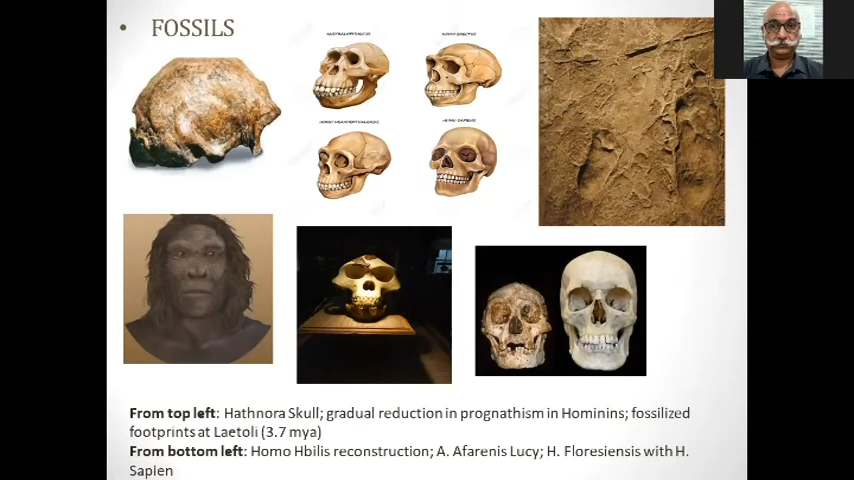 • FOSSILS
AUSTRALOPITHECUS
HOMO ERECTUS
HOMO NEANDERTHALENSIS
HOMO SAPIENS
From top left: Hathnora Skull; gradual reduction in prognathism in Hominins; fossilized
footprints at Laetoli (3.7 mya)
From bottom left: Homo Hbilis reconstruction; A. Afarenis Lucy; H. Floresiensis with H.
Sapien